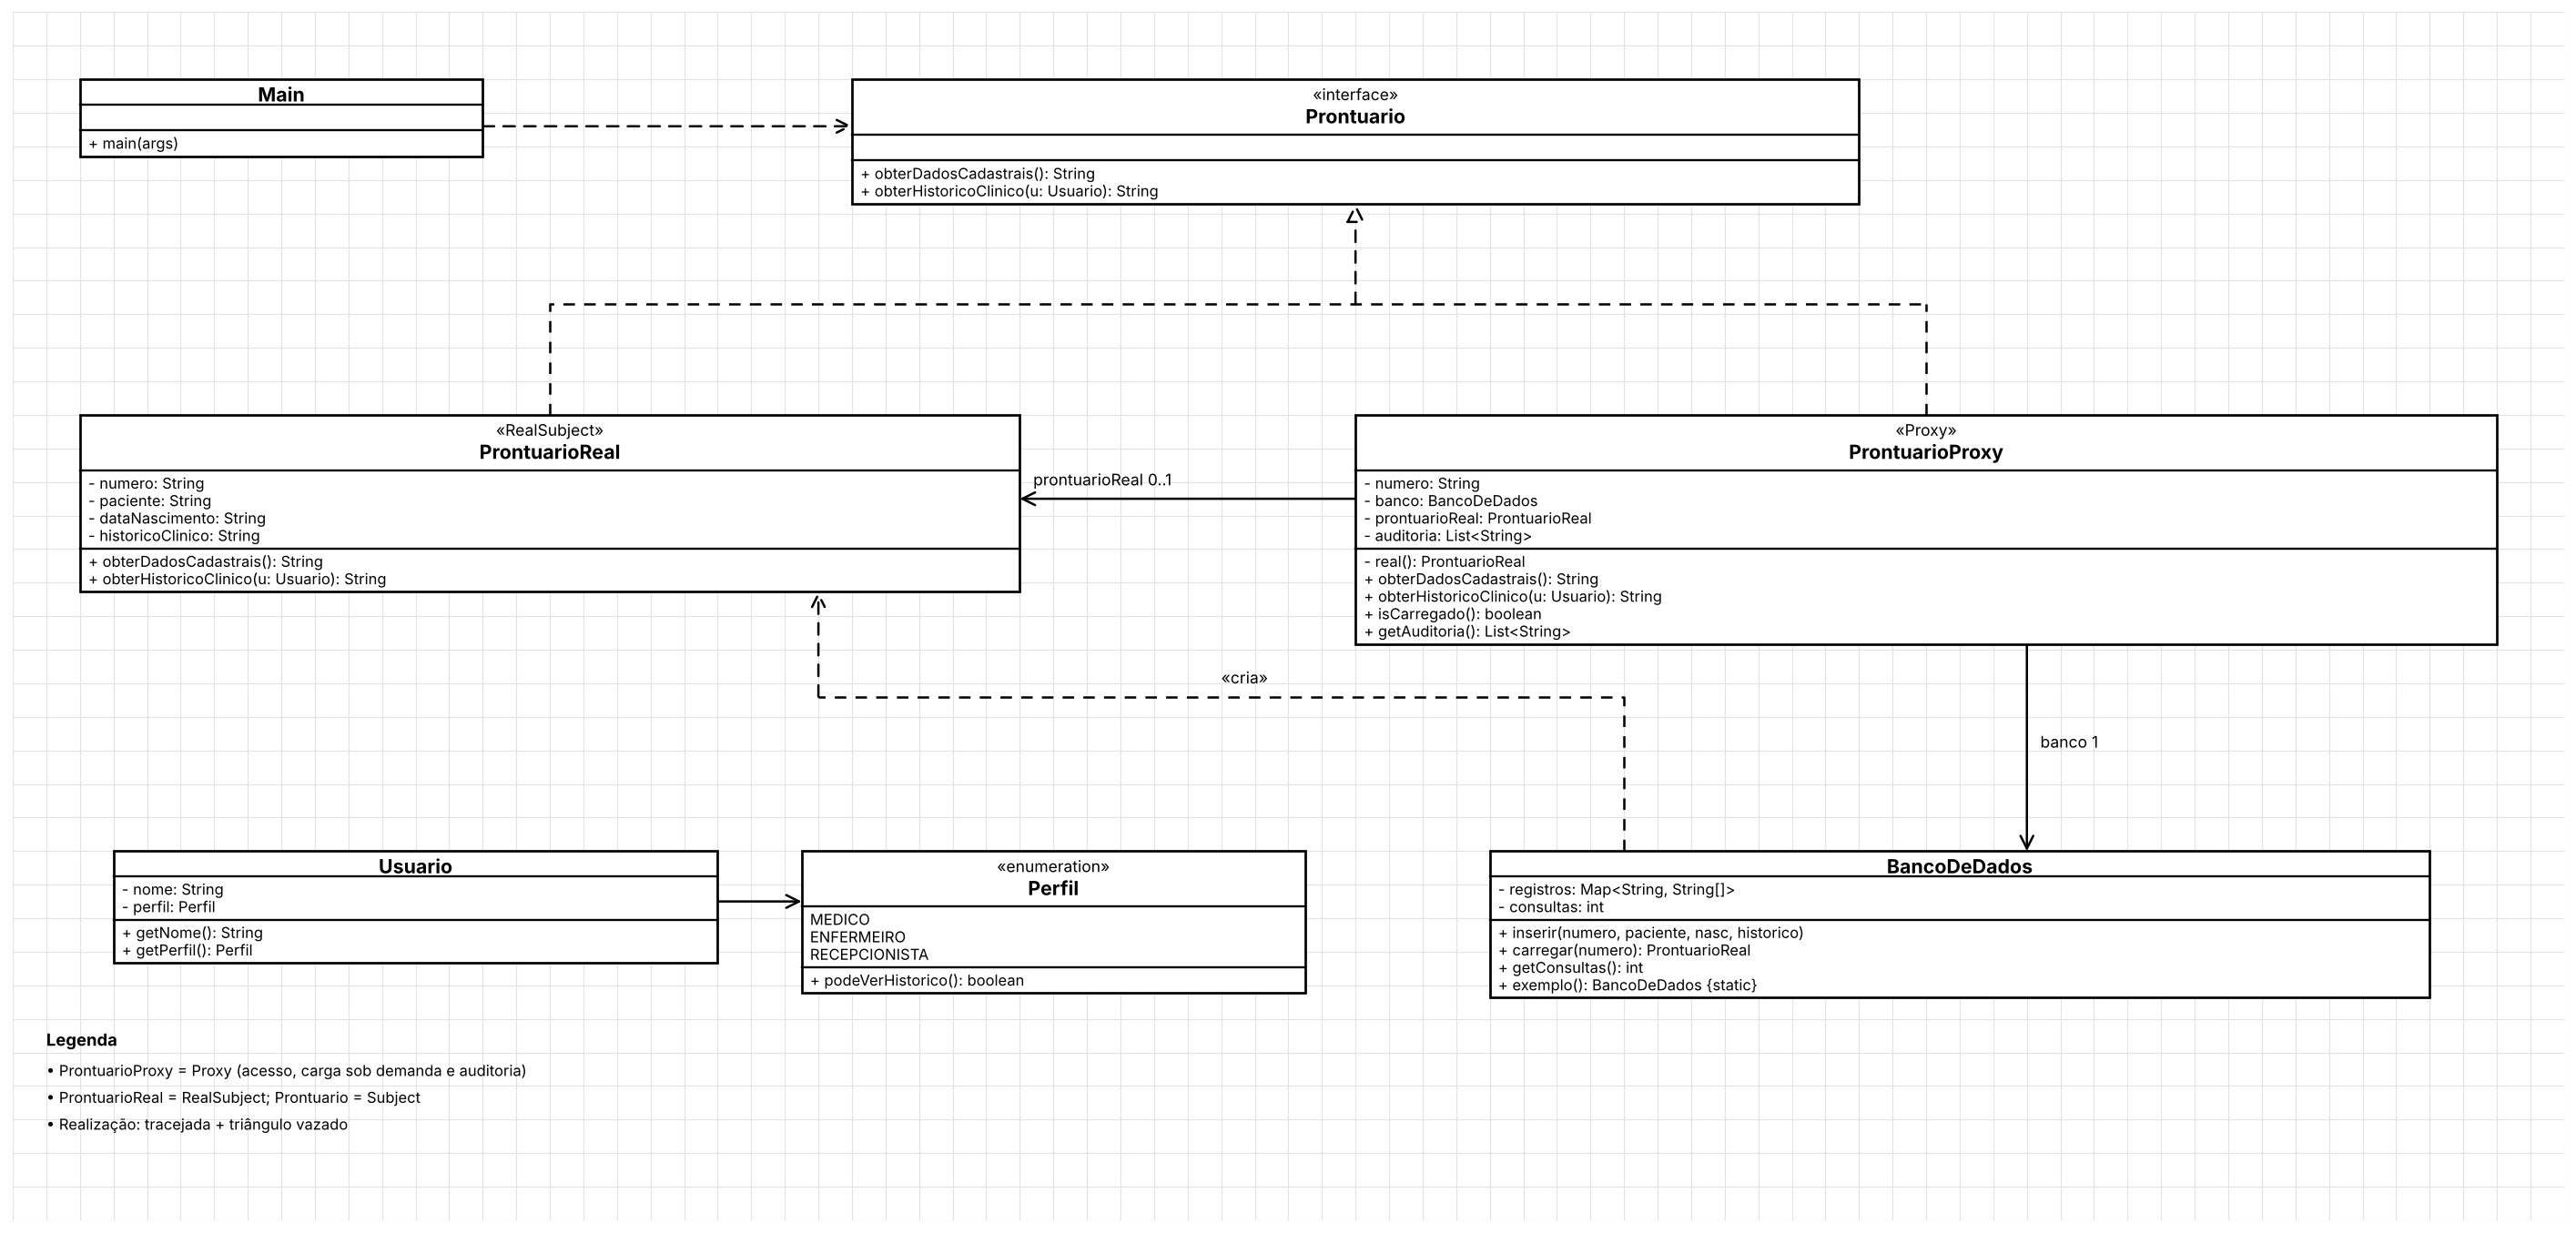 Main
+ main(args)
«interface»
Prontuario
+ obterDadosCadastrais(): String
+ obterHistoricoClinico(u: Usuario): String
«RealSubject»
ProntuarioReal
- numero: String
- paciente: String
- dataNascimento: String
- historicoClinico: String
+ obterDadosCadastrais(): String
+ obterHistoricoClinico(u: Usuario): String
prontuarioReal 0..1
«Proxy»
ProntuarioProxy
- numero: String
- banco: BancoDeDados
- prontuarioReal: ProntuarioReal
- auditoria: List<String>
- real(): ProntuarioReal
+ obterDadosCadastrais(): String
+ obterHistoricoClinico(u: Usuario): String
+ isCarregado(): boolean
+ getAuditoria(): List<String>
«cria»
banco 1
Usuario
- nome: String
- perfil: Perfil
+ getNome(): String
+ getPerfil(): Perfil
«enumeration»
Perfil
MEDICO
ENFERMEIRO
RECEPCIONISTA
+ podeVerHistorico(): boolean
BancoDeDados
- registros: Map<String, String[]>
- consultas: int
+ inserir(numero, paciente, nasc, historico)
+ carregar(numero): ProntuarioReal
+ getConsultas(): int
+ exemplo(): BancoDeDados {static}
Legenda
• ProntuarioProxy = Proxy (acesso, carga sob demanda e auditoria)
• ProntuarioReal = RealSubject; Prontuario = Subject
• Realização: tracejada + triângulo vazado